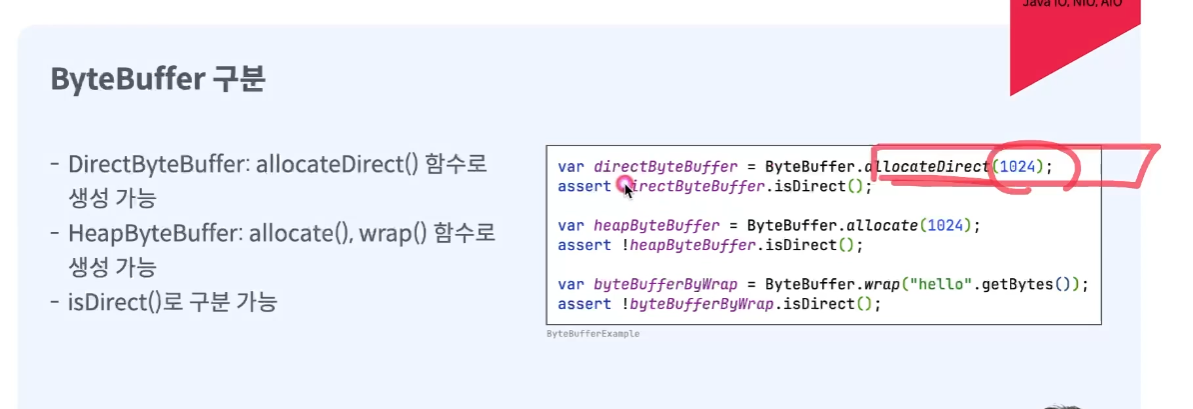 Java IO, NIO, AIO
ByteBuffer 구분
- DirectByteBuffer: allocateDirect() 함수로
생성 가능
- HeapByteBuffer: allocate(), wrap() 함수로
생성 가능
- isDirect()로 구분 가능
var directByteBuffer = ByteBuffer.allocateDirect(1024);
assert directByteBuffer.isDirect();
var heapByteBuffer = ByteBuffer.allocate(1024);
assert !heapByteBuffer.isDirect();
var byteBufferByWrap = ByteBuffer.wrap("hello".getBytes());
assert !byteBufferByWrap.isDirect();
ByteBufferExample